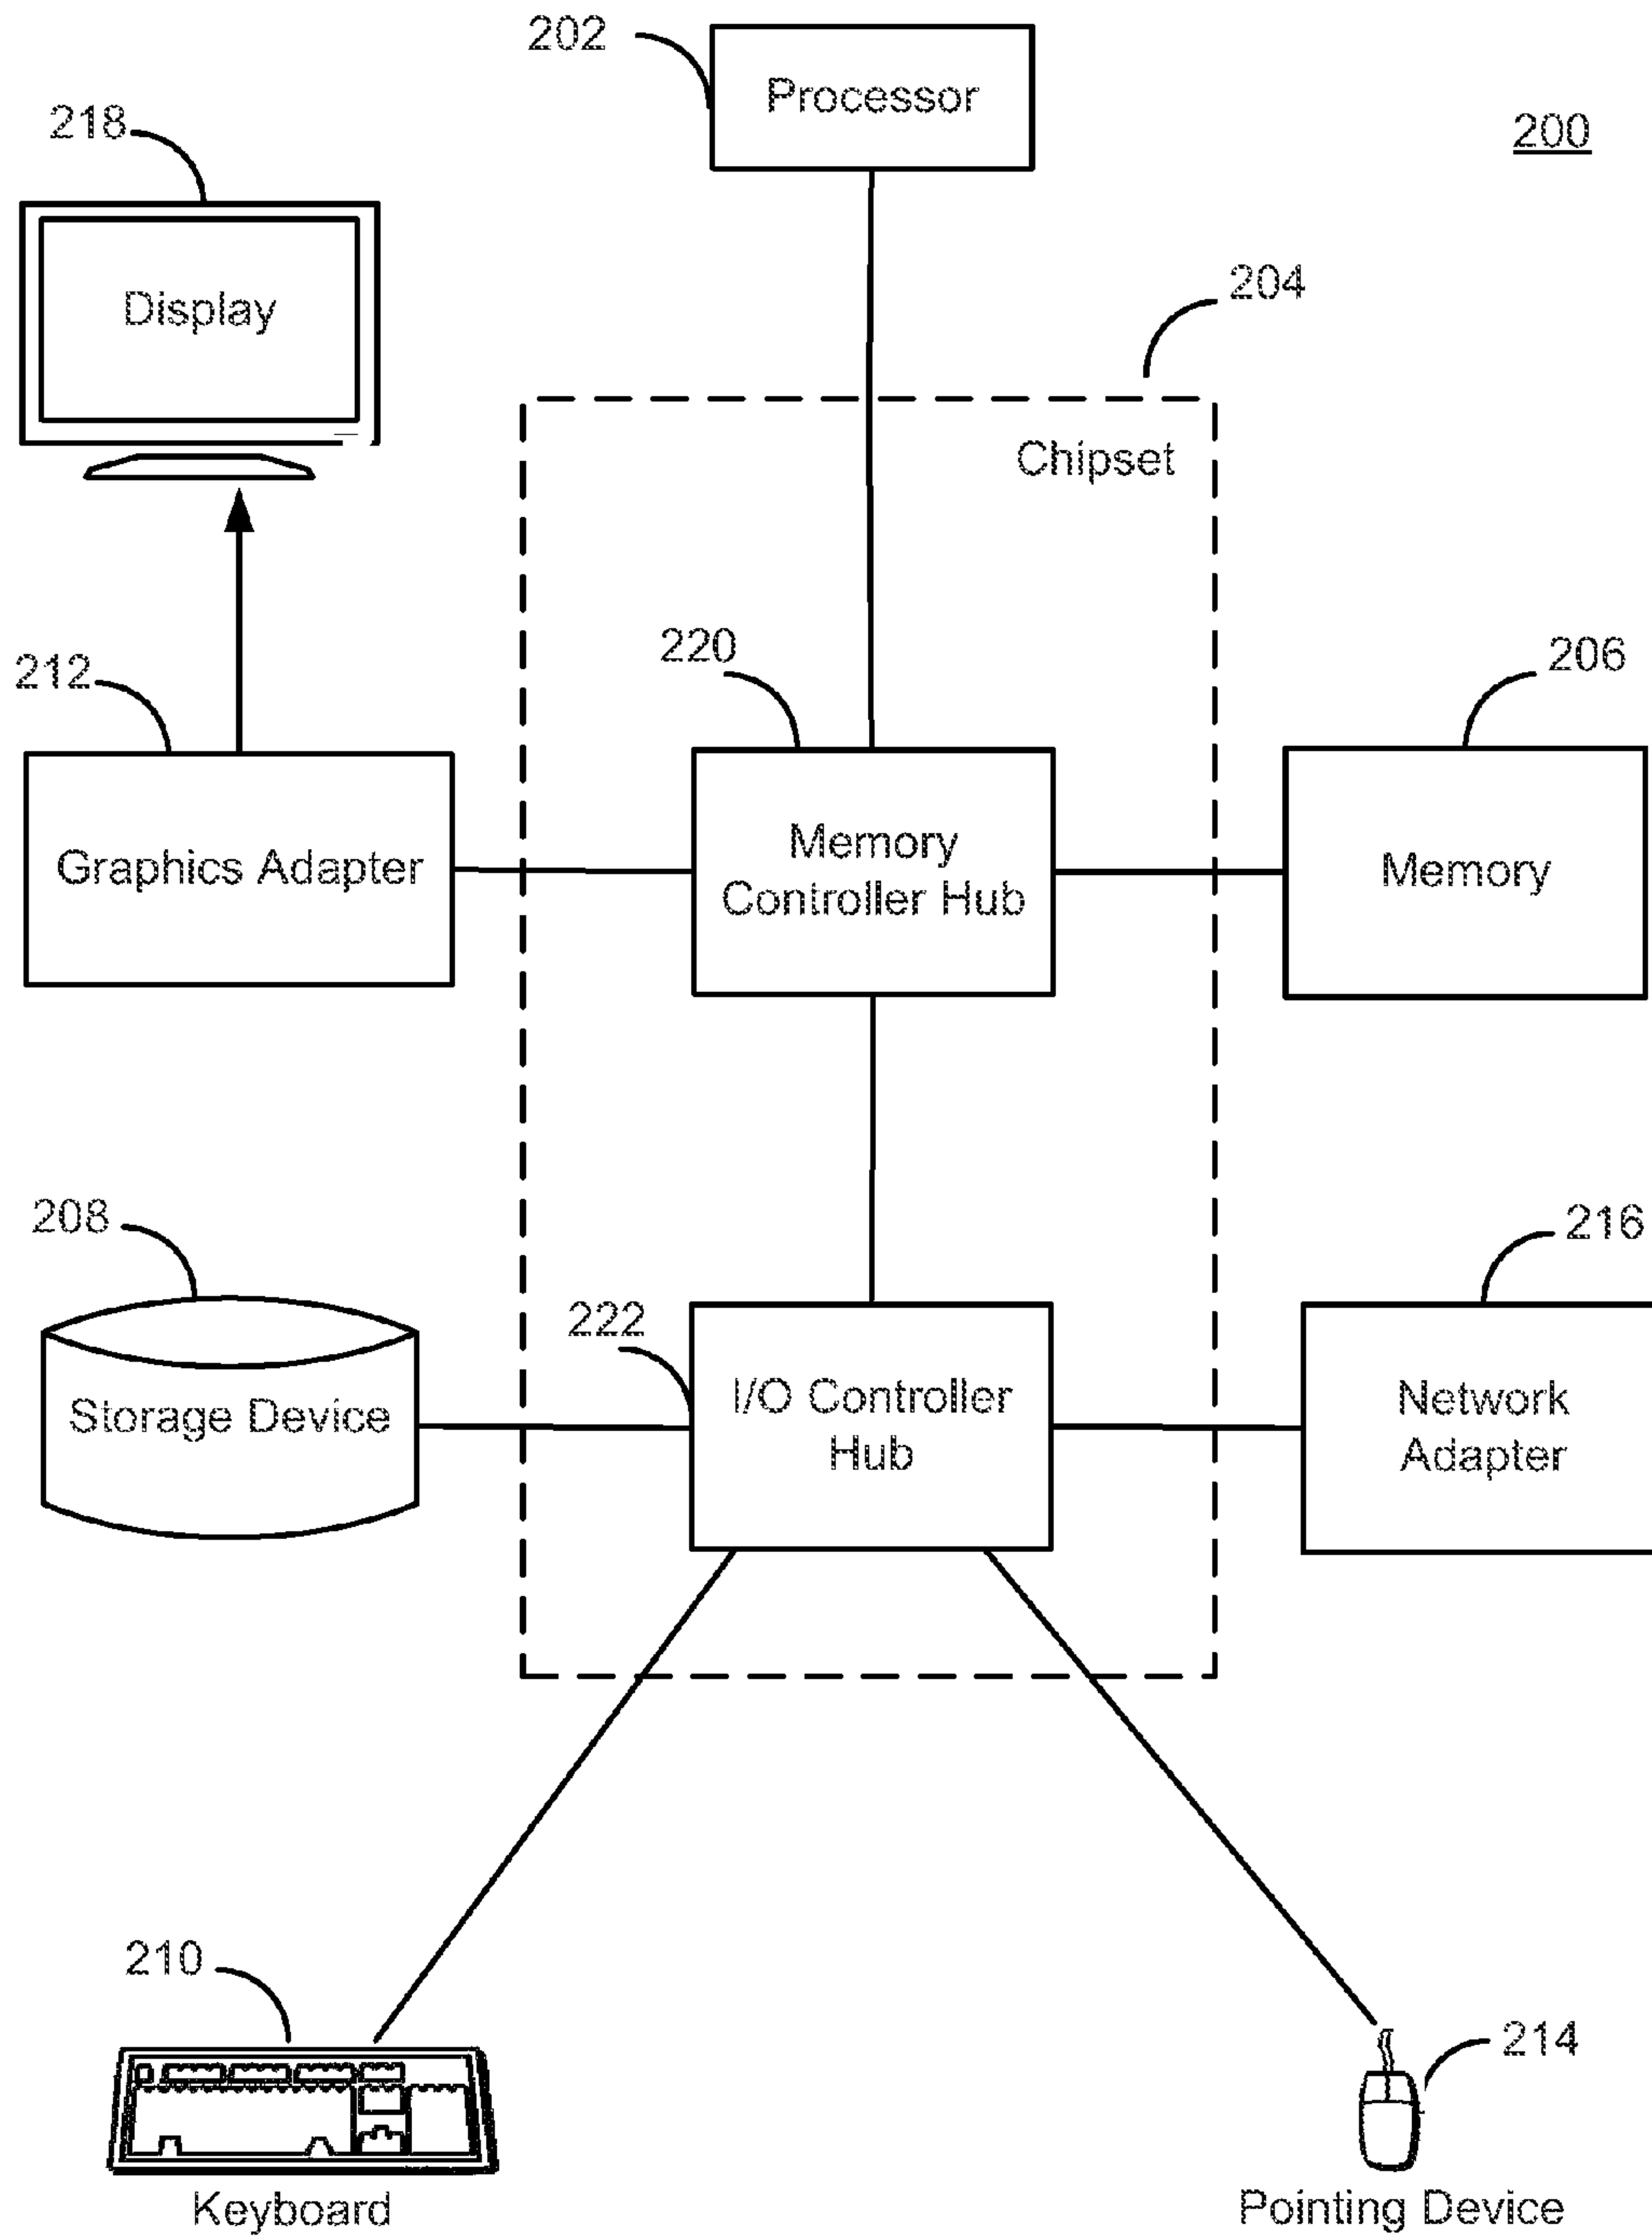 202
Processor
200
218
Display
204
Chipset
212
220
206
Graphics Adapter
Memory
Controller Hub
Memory
208
222
216
Storage Device
I/O Controller
Hub
Network
Adapter
210
214
Keyboard
Pointing Device